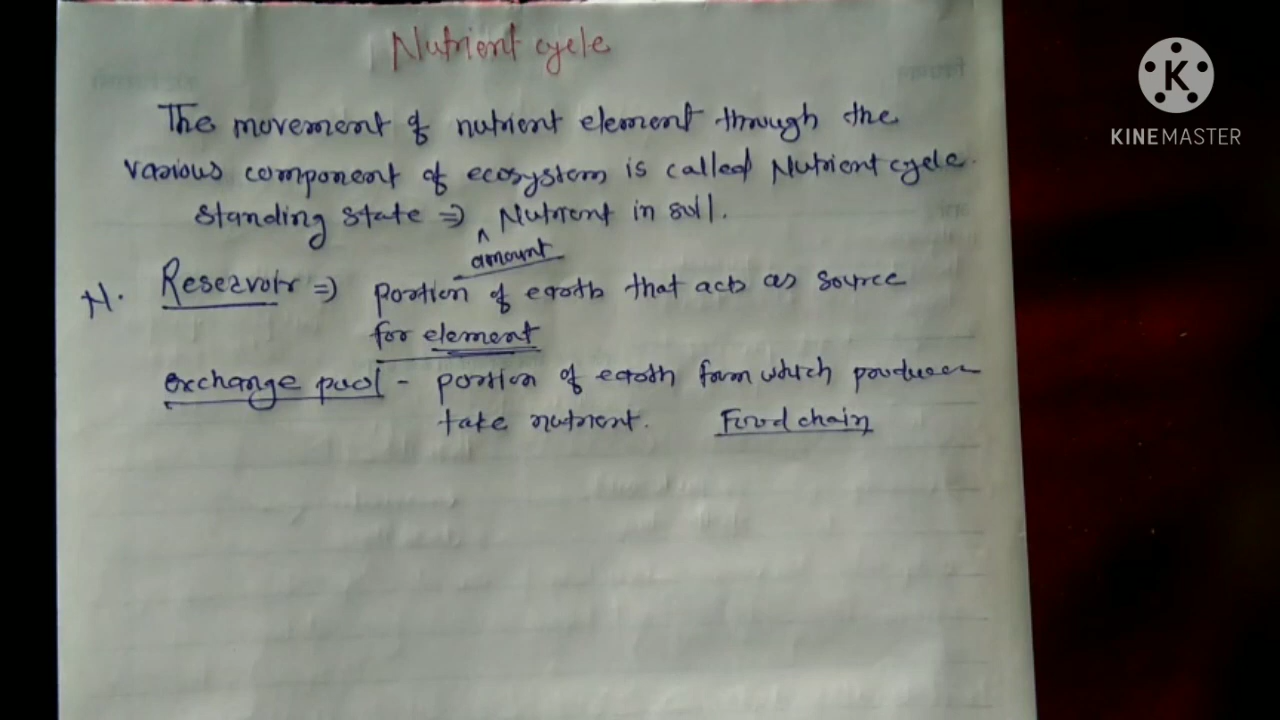 Nutrient cycle
The movement of nutrient element through the
various component of ecosystem is called Nutrient cycle.
standing state => ^ Nutrient in soil.
amount
N. Reservoir => portion of earth that acts as source
for element
exchange pool - portion of earth from which producer
take nutrient. Food chain
K
KINEMASTER